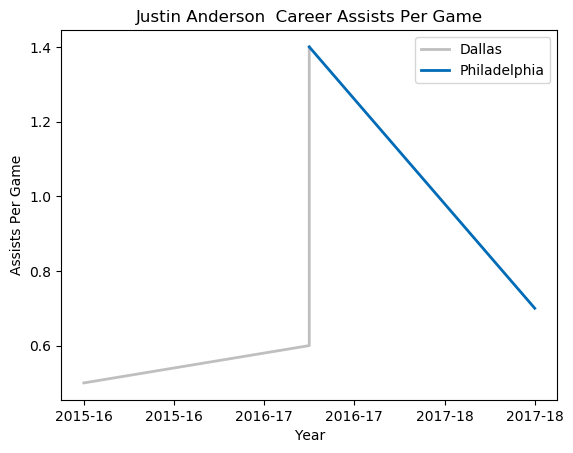 Justin Anderson  Career Assists Per Game
Dallas
Philadelphia
Assists Per Game
1.4
1.2
1.0
0.8
0.6
2015-16 2015-16 2016-17 2016-17 2017-18 2017-18
Year